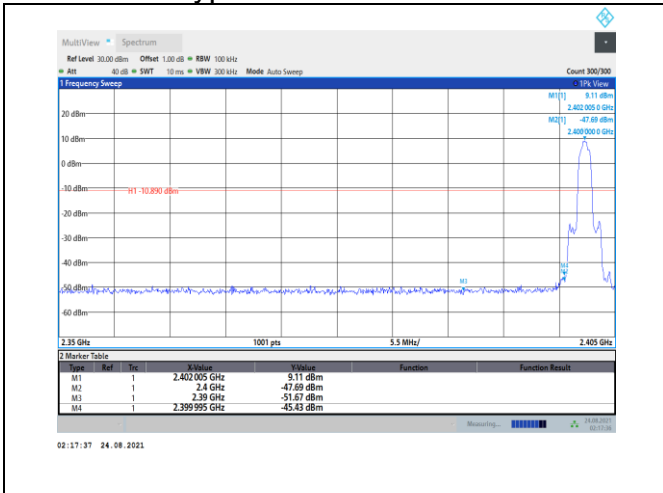 MultiView Spectrum
Ref Level 30.00 dBm Offset 1.00 dB RBW 100 kHz
Att 40 dB SWT 10 ms VBW 300 kHz Mode Auto Sweep Count 300/300
1 Frequency Sweep 1Pk View
M1[1] 9.11 dBm
2.402 005 0 GHz
M2[1] -47.69 dBm
2.400 000 0 GHz
20 dBm
10 dBm
0 dBm
-10 dBm
H1 -10.890 dBm
-20 dBm
-30 dBm
-40 dBm
M4
M3
-50 dBm
-60 dBm
2.35 GHz 1001 pts 5.5 MHz/ 2.405 GHz
2 Marker Table
Type Ref Trc X-Value Y-Value Function Function Result
M1 1 2.402 005 GHz 9.11 dBm
M2 1 2.4 GHz -47.69 dBm
M3 1 2.39 GHz -51.67 dBm
M4 1 2.399 995 GHz -45.43 dBm
Measuring... 24.08.2021
02:17:36
02:17:37 24.08.2021